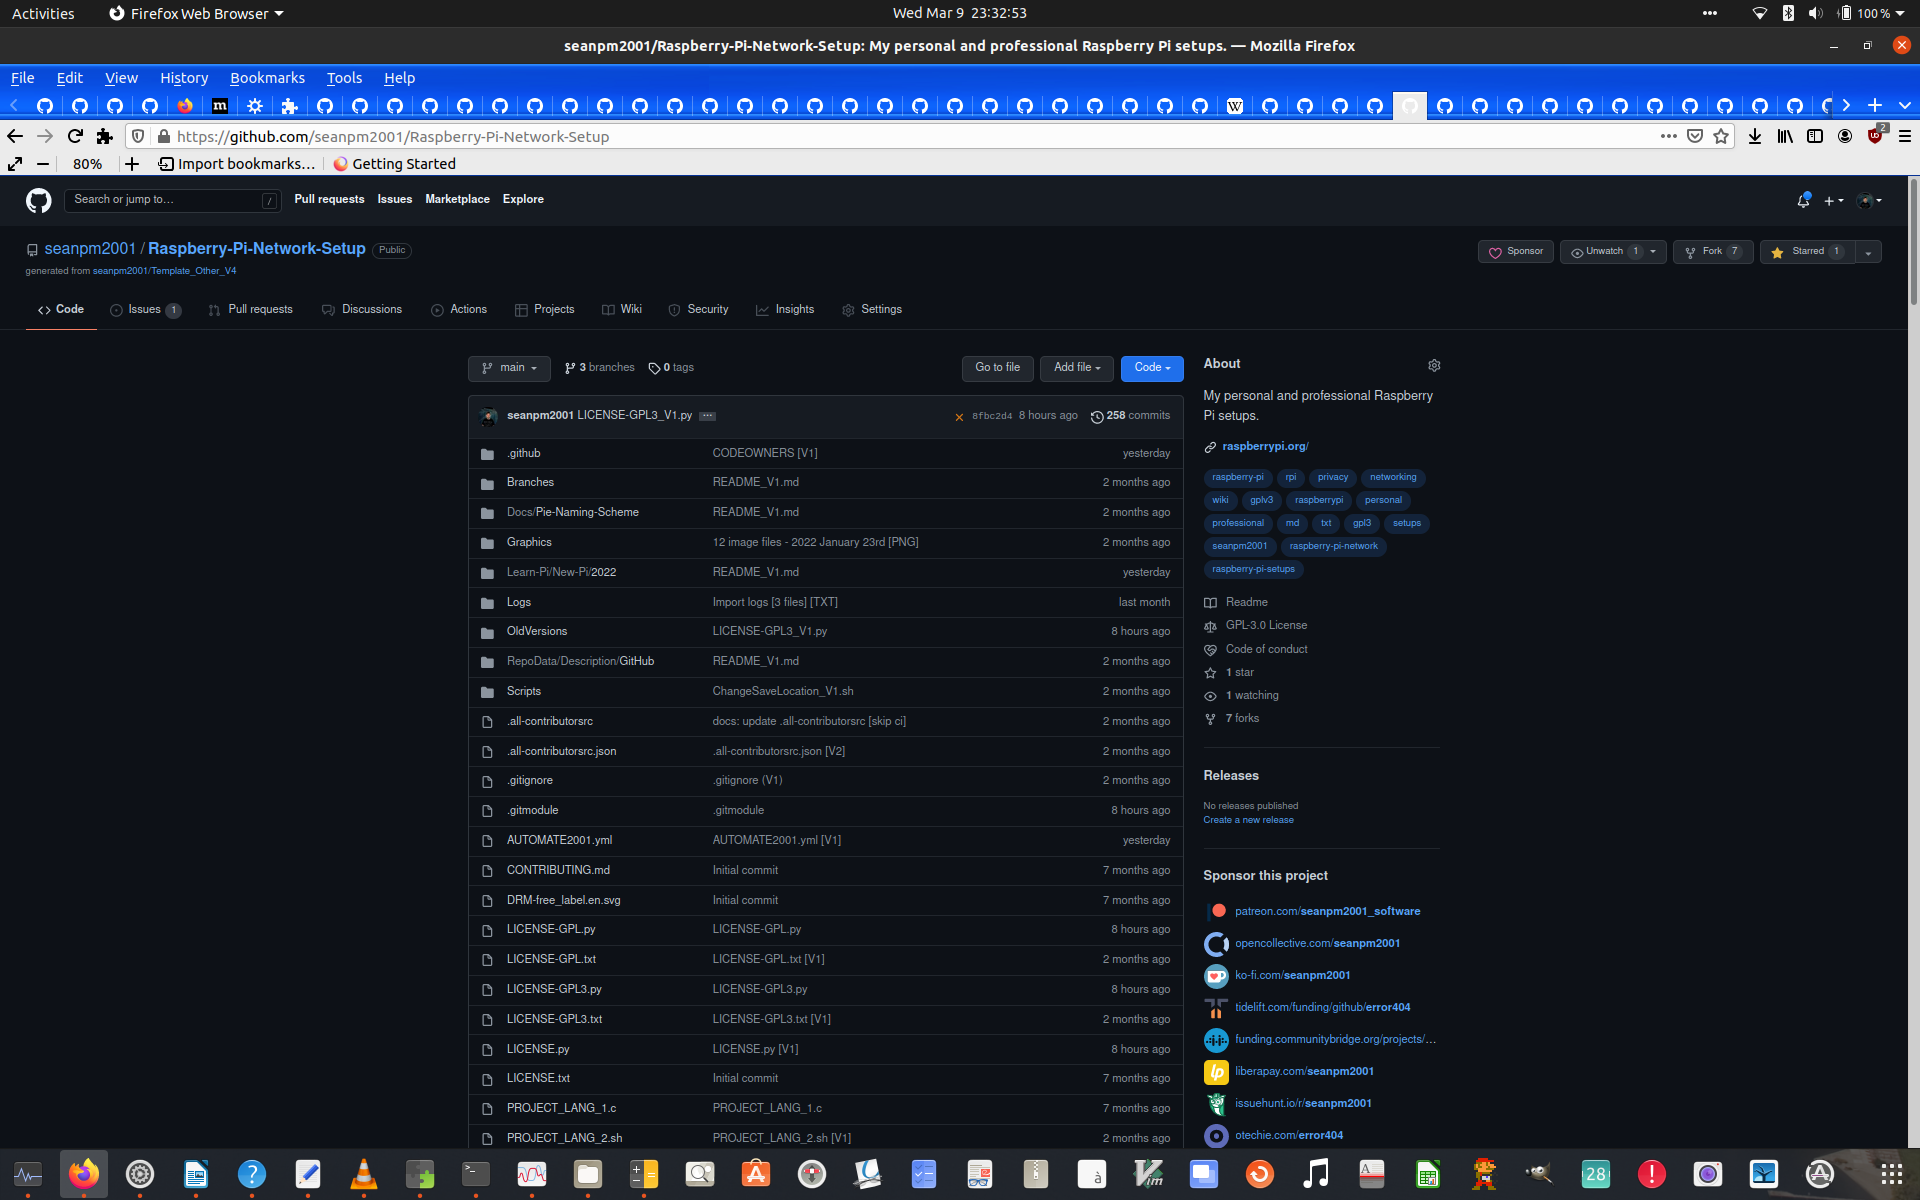 Activities Firefox Web Browser Wed Mar 9 23:32:53 100 %
seanpm2001/Raspberry-Pi-Network-Setup: My personal and professional Raspberry Pi setups. — Mozilla Firefox
File Edit View History Bookmarks Tools Help
https://github.com/seanpm2001/Raspberry-Pi-Network-Setup 2
80% Import bookmarks… Getting Started
Search or jump to… / Pull requests Issues Marketplace Explore
seanpm2001 / Raspberry-Pi-Network-Setup Public Sponsor Unwatch 1 Fork 7 Starred 1
generated from seanpm2001/Template_Other_V4
Code Issues 1 Pull requests Discussions Actions Projects Wiki Security Insights Settings
main 3 branches 0 tags Go to file Add file Code
seanpm2001 LICENSE-GPL3_V1.py 8fbc2d4 8 hours ago 258 commits
.github CODEOWNERS [V1] yesterday
Branches README_V1.md 2 months ago
Docs/Pie-Naming-Scheme README_V1.md 2 months ago
Graphics 12 image files - 2022 January 23rd [PNG] 2 months ago
Learn-Pi/New-Pi/2022 README_V1.md yesterday
Logs Import logs [3 files] [TXT] last month
OldVersions LICENSE-GPL3_V1.py 8 hours ago
RepoData/Description/GitHub README_V1.md 2 months ago
Scripts ChangeSaveLocation_V1.sh 2 months ago
.all-contributorsrc docs: update .all-contributorsrc [skip ci] 2 months ago
.all-contributorsrc.json .all-contributorsrc.json [V2] 2 months ago
.gitignore .gitignore (V1) 2 months ago
.gitmodule .gitmodule 8 hours ago
AUTOMATE2001.yml AUTOMATE2001.yml [V1] yesterday
CONTRIBUTING.md Initial commit 7 months ago
DRM-free_label.en.svg Initial commit 7 months ago
LICENSE-GPL.py LICENSE-GPL.py 8 hours ago
LICENSE-GPL.txt LICENSE-GPL.txt [V1] 2 months ago
LICENSE-GPL3.py LICENSE-GPL3.py 8 hours ago
LICENSE-GPL3.txt LICENSE-GPL3.txt [V1] 2 months ago
LICENSE.py LICENSE.py [V1] 8 hours ago
LICENSE.txt Initial commit 7 months ago
PROJECT_LANG_1.c PROJECT_LANG_1.c 7 months ago
PROJECT_LANG_2.sh PROJECT_LANG_2.sh [V1] 2 months ago
About
My personal and professional Raspberry
Pi setups.
raspberrypi.org/
raspberry-pi rpi privacy networking
wiki gplv3 raspberrypi personal
professional md txt gpl3 setups
seanpm2001 raspberry-pi-network
raspberry-pi-setups
Readme
GPL-3.0 License
Code of conduct
1 star
1 watching
7 forks
Releases
No releases published
Create a new release
Sponsor this project
patreon.com/seanpm2001_software
opencollective.com/seanpm2001
ko-fi.com/seanpm2001
tidelift.com/funding/github/error404
funding.communitybridge.org/projects/…
liberapay.com/seanpm2001
issuehunt.io/r/seanpm2001
otechie.com/error404
28